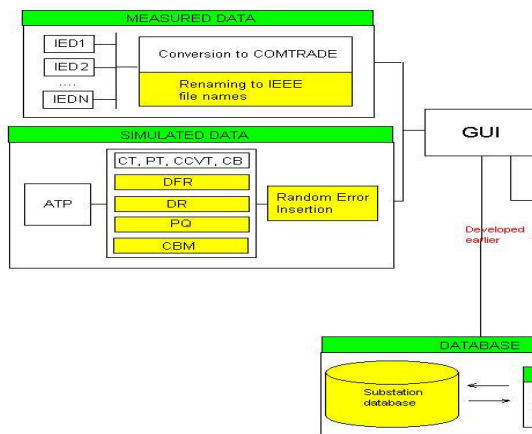 MEASURED DATA
IED1
IED2
....
IEDN
Conversion to COMTRADE
Renaming to IEEE
file names
SIMULATED DATA
ATP
CT, PT, CCVT, CB
DFR
DR
PQ
CBM
Random Error
Insertion
GUI
Developed
earlier
DATABASE
Substation
database